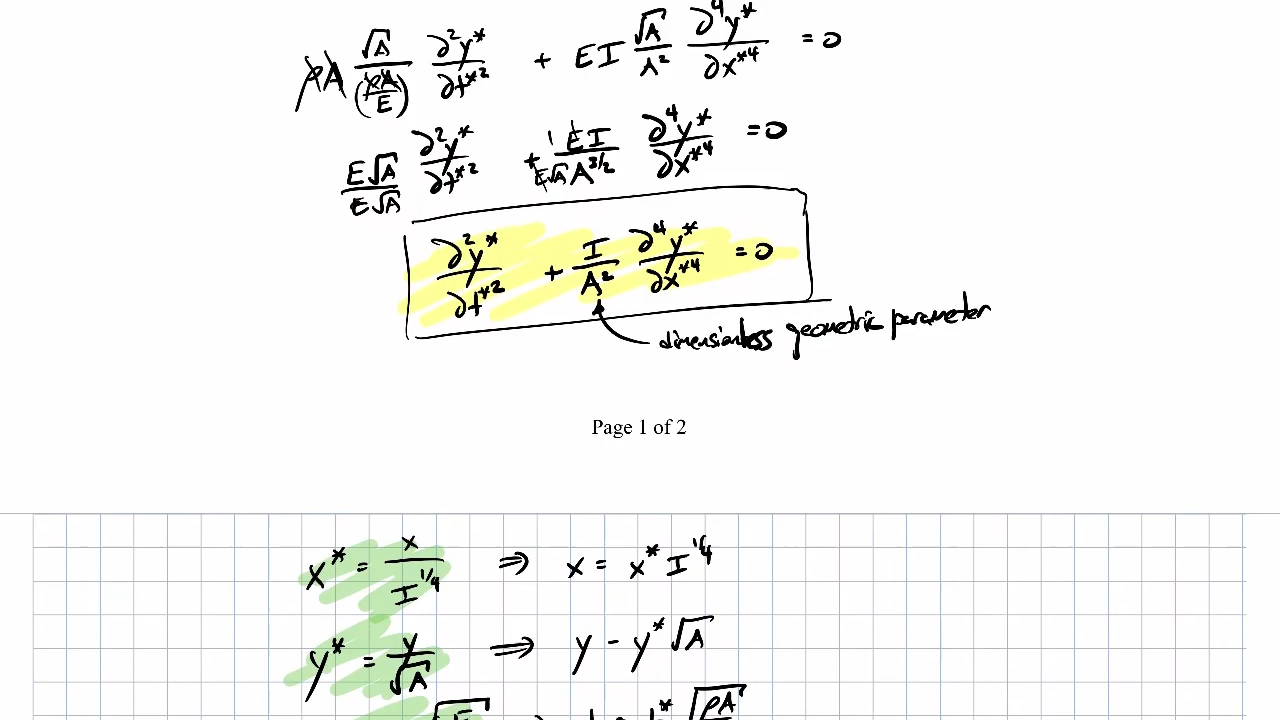 ρA √A/(ρA/E) ∂²y*/∂t*² + EI √A/A² ∂⁴y*/∂x*⁴ = 0
E√A/E√A ∂²y*/∂t*² + 1 EI/E√A A^3/2 ∂⁴y*/∂x*⁴ = 0
∂²y*/∂t*² + I/A² ∂⁴y*/∂x*⁴ = 0
dimensionless geometric parameter
Page 1 of 2
x* = x/I^1/4 ⇒ x = x* I^1/4
y* = y/√A ⇒ y - y* √A